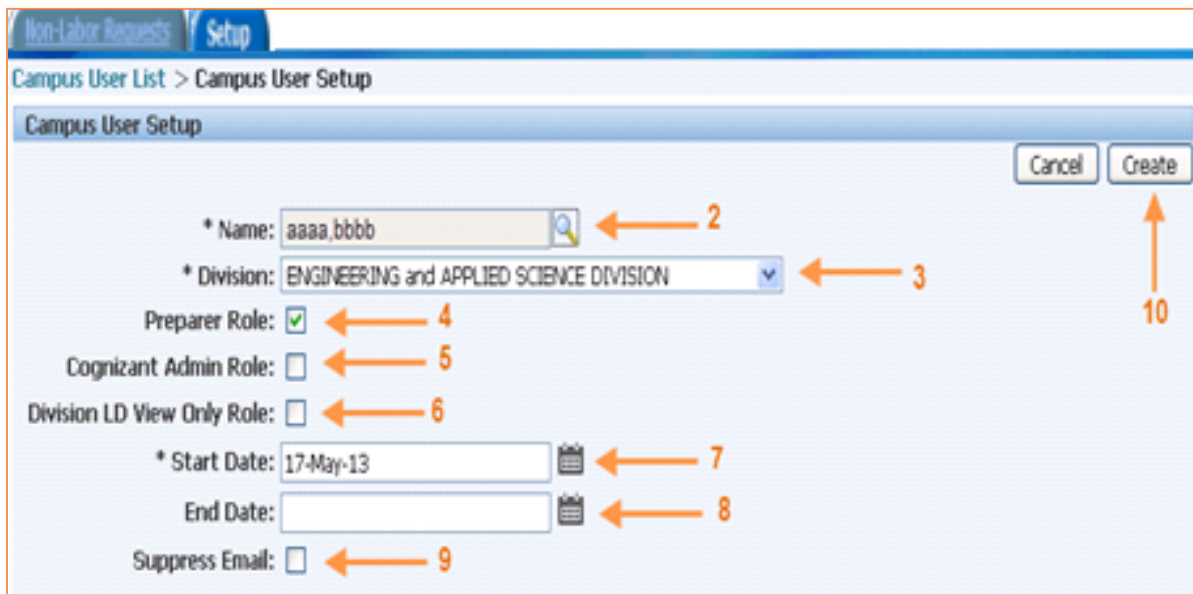 Non-Labor Requests Setup
Campus User List > Campus User Setup
Campus User Setup
Cancel Create
* Name: aaaa,bbbb 2
* Division: ENGINEERING and APPLIED SCIENCE DIVISION 3
10
Preparer Role: 4
Cognizant Admin Role: 5
Division LD View Only Role: 6
* Start Date: 17-May-13 7
End Date: 8
Suppress Email: 9